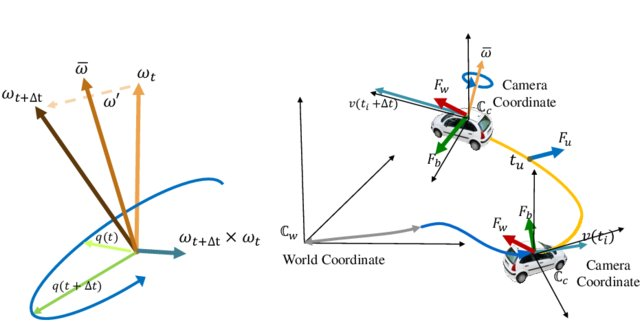 ω̅
ω_t
ω_{t+Δt}
ω′
q(t)
ω_{t+Δt} × ω_t
q(t + Δt)
ω̅
F_w
Camera
Coordinate
v(t_i + Δt)
ℂ_c
F_b
F_u
t_u
ℂ_w
World Coordinate
F_b
F_w
v(t_i)
ℂ_c
Camera
Coordinate